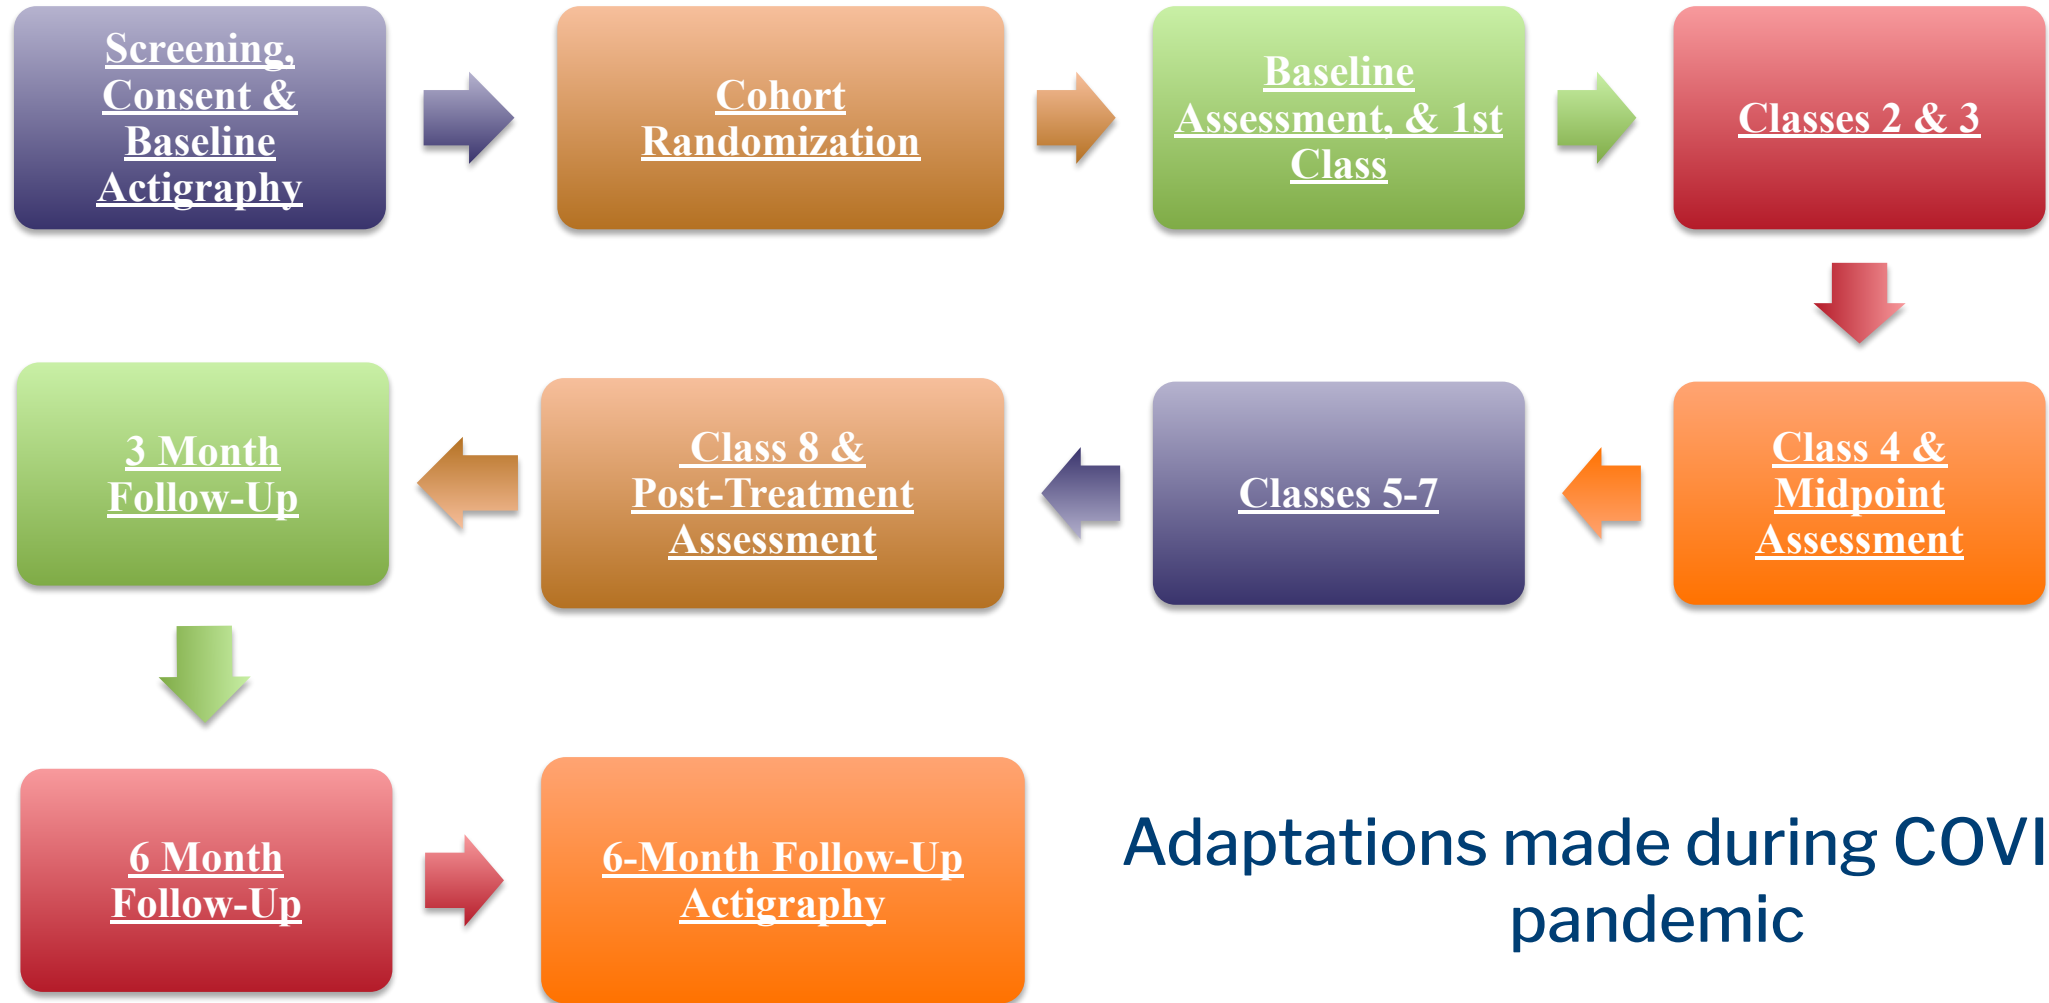 Screening,
Consent &
Baseline
Actigraphy
Cohort
Randomization
Baseline
Assessment, & 1st
Class
Classes 2 & 3
Class 4 &
Midpoint
Assessment
Classes 5-7
Class 8 &
Post-Treatment
Assessment
3 Month
Follow-Up
6 Month
Follow-Up
6-Month Follow-Up
Actigraphy
Adaptations made during COVI
pandemic